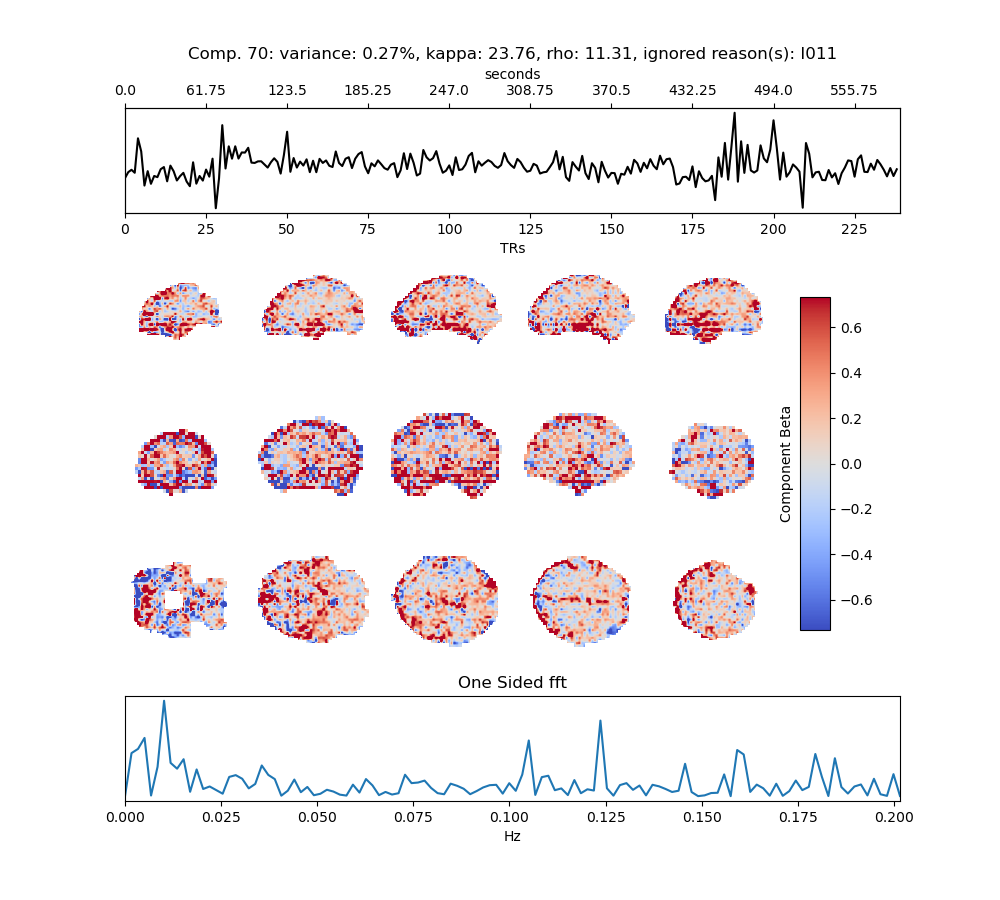 Comp. 70: variance: 0.27%, kappa: 23.76, rho: 11.31, ignored reason(s): I011
seconds
0.0 61.75 123.5 185.25 247.0 308.75 370.5 432.25 494.0 555.75
0 25 50 75 100 125 150 175 200 225
TRs
0.6
0.4
0.2
0.0
−0.2
−0.4
−0.6
Component Beta
One Sided fft
0.000 0.025 0.050 0.075 0.100 0.125 0.150 0.175 0.200
Hz